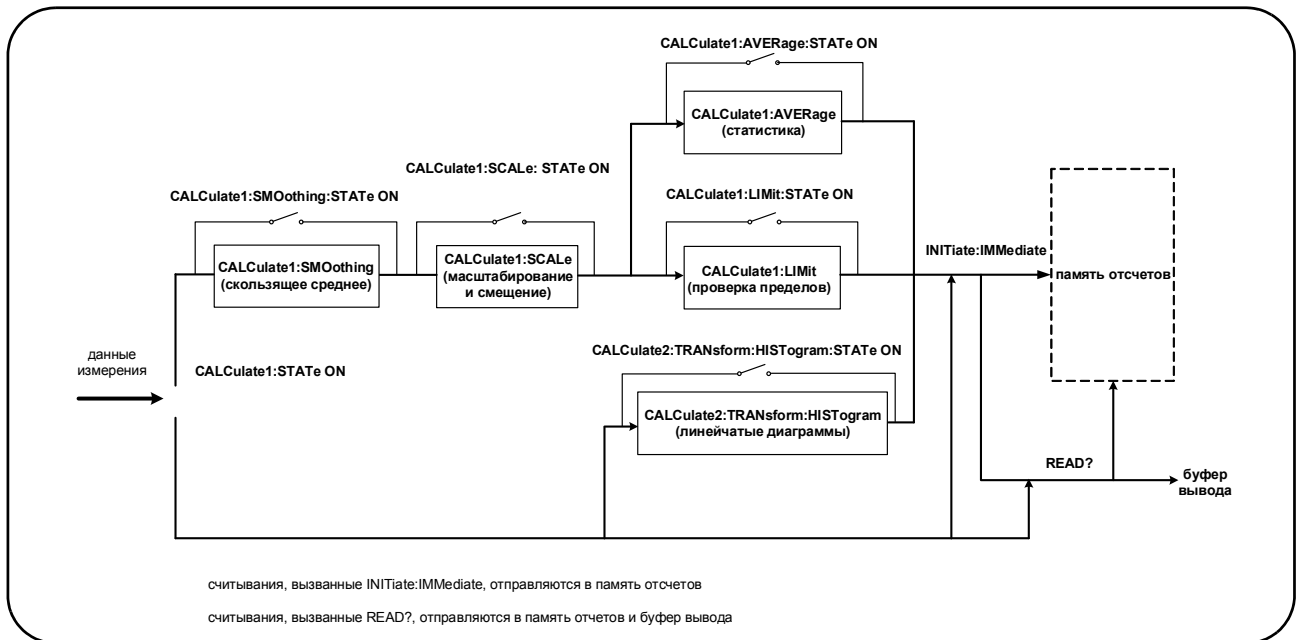 CALCulate1:AVERage:STATe ON
CALCulate1:AVERage
(статистика)
CALCulate1:SCALe: STATe ON
CALCulate1:SMOothing:STATe ON
CALCulate1:LIMit:STATe ON
INITiate:IMMediate
CALCulate1:SMOothing
(скользящее среднее)
CALCulate1:SCALe
(масштабирование
и смещение)
CALCulate1:LIMit
(проверка пределов)
память отсчетов
данные
измерения
CALCulate1:STATe ON
CALCulate2:TRANsform:HISTogram:STATe ON
CALCulate2:TRANsform:HISTogram
(линейчатые диаграммы)
READ?
буфер
вывода
считывания, вызванные INITiate:IMMediate, отправляются в память отсчетов
считывания, вызванные READ?, отправляются в память отчетов и буфер вывода